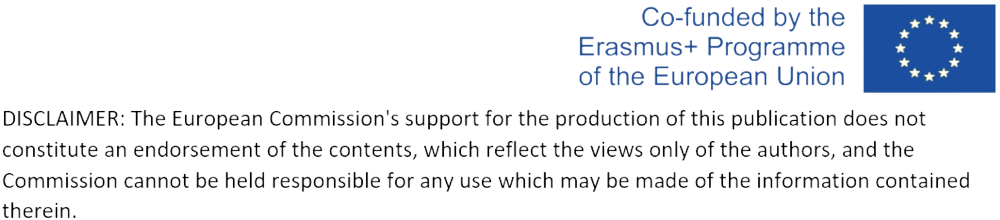 Co-funded by the
Erasmus+ Programme
of the European Union
DISCLAIMER: The European Commission's support for the production of this publication does not
constitute an endorsement of the contents, which reflect the views only of the authors, and the
Commission cannot be held responsible for any use which may be made of the information contained
therein.